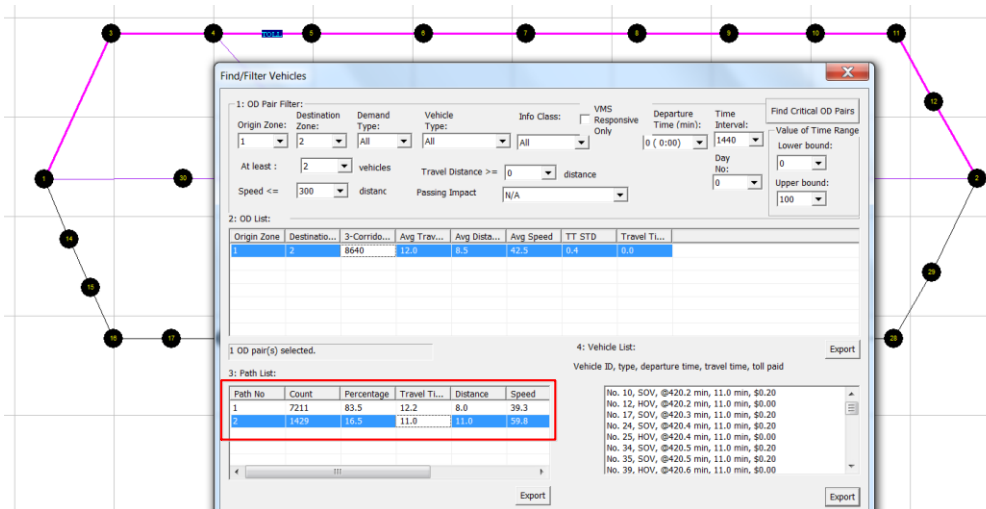 3
4
TOLL
5
6
7
8
9
10
11
Find/Filter Vehicles
X
12
1: OD Pair Filter:
Origin Zone:
Destination Zone:
Demand Type:
Vehicle Type:
Info Class:
VMS Responsive Only
Departure Time (min):
Time Interval:
Find Critical OD Pairs
1
2
All
All
All
0 ( 0:00)
1440
Value of Time Range
Lower bound:
0
At least :
2
vehicles
Travel Distance >=
0
distance
Day No:
0
Upper bound:
100
Speed <=
300
distanc
Passing Impact
N/A
1
30
2
2: OD List:
Origin Zone Destinatio... 3-Corrido... Avg Trav... Avg Dista... Avg Speed TT STD Travel Ti...
1 2 8640 12.0 8.5 42.5 0.4 0.0
14
15
29
16
17
28
1 OD pair(s) selected.
4: Vehicle List:
Export
3: Path List:
Vehicle ID, type, departure time, travel time, toll paid
Path No Count Percentage Travel Ti... Distance Speed
1 7211 83.5 12.2 8.0 39.3
2 1429 16.5 11.0 11.0 59.8
No. 10, SOV, @420.2 min, 11.0 min, $0.20
No. 12, HOV, @420.2 min, 11.0 min, $0.00
No. 17, SOV, @420.3 min, 11.0 min, $0.20
No. 24, SOV, @420.4 min, 11.0 min, $0.20
No. 25, HOV, @420.4 min, 11.0 min, $0.00
No. 34, SOV, @420.5 min, 11.0 min, $0.20
No. 35, SOV, @420.5 min, 11.0 min, $0.20
No. 39, HOV, @420.6 min, 11.0 min, $0.00
Export
Export